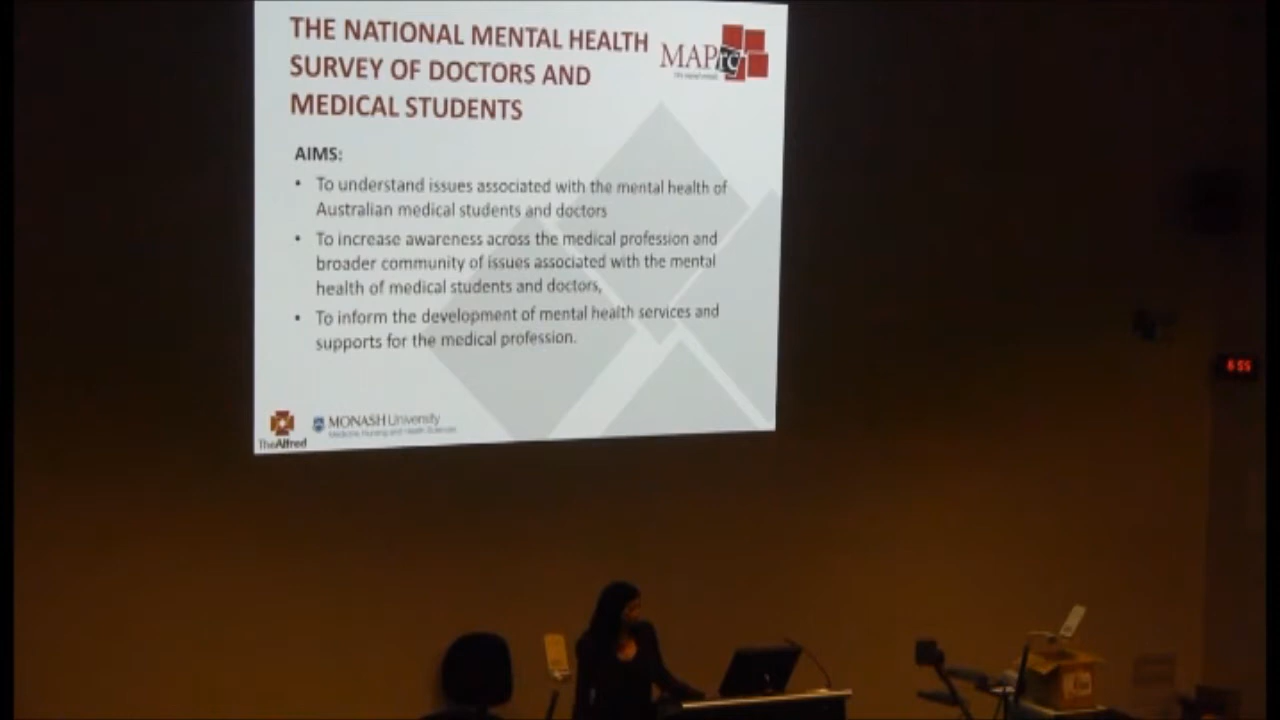 THE NATIONAL MENTAL HEALTH
SURVEY OF DOCTORS AND
MEDICAL STUDENTS
MAPrc
AIMS:
• To understand issues associated with the mental health of
Australian medical students and doctors
• To increase awareness across the medical profession and
broader community of issues associated with the mental
health of medical students and doctors,
• To inform the development of mental health services and
supports for the medical profession.
TheAlfred
MONASH University
Medicine Nursing and Health Sciences
6:55